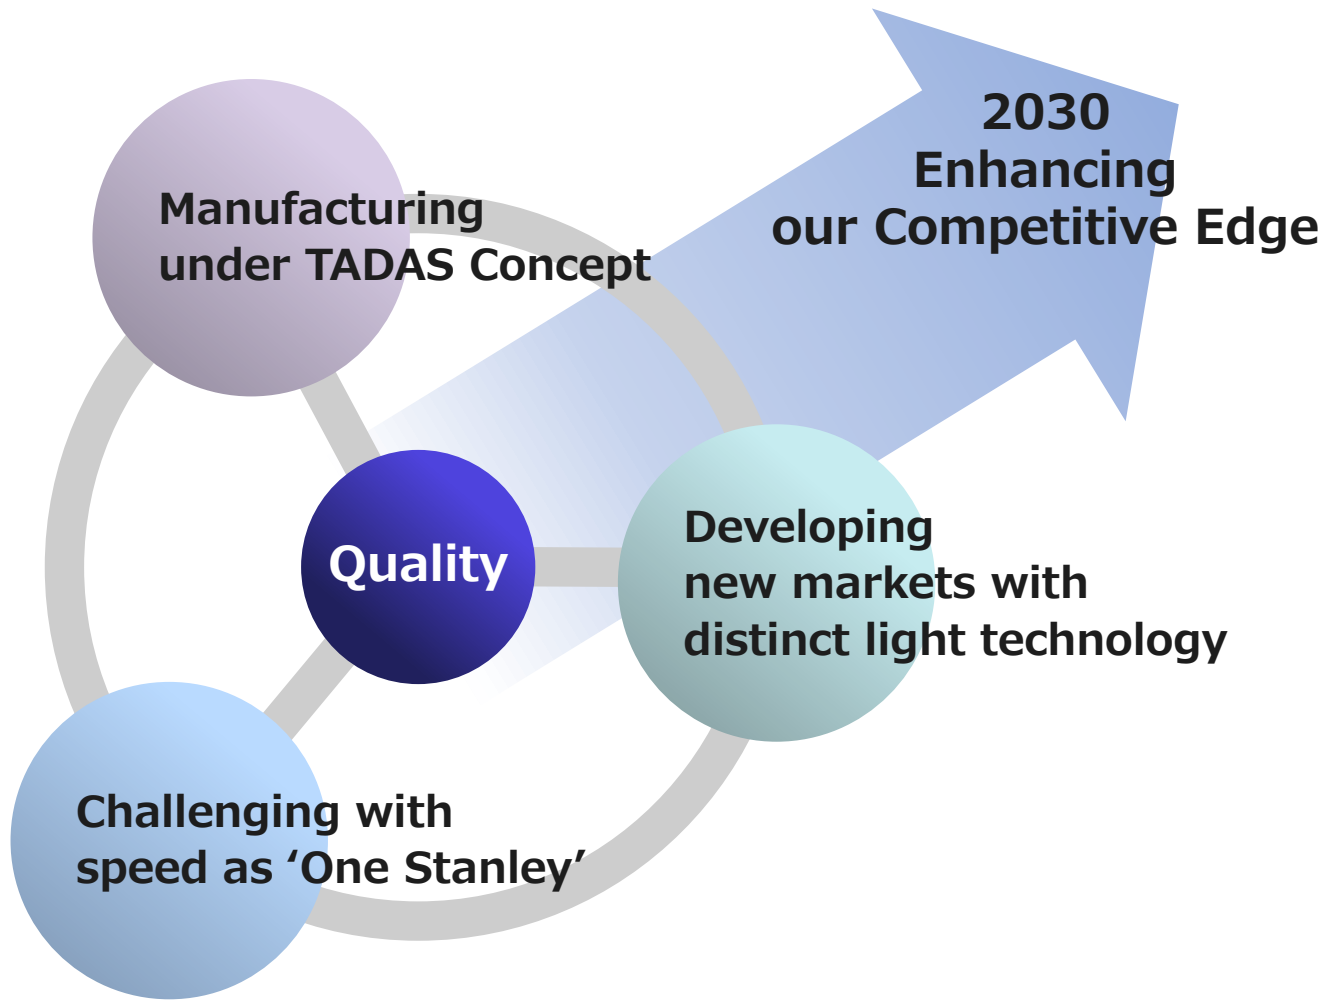 2030
Enhancing
our Competitive Edge
Manufacturing
under TADAS Concept
Quality
Developing
new markets with
distinct light technology
Challenging with
speed as ‘One Stanley’